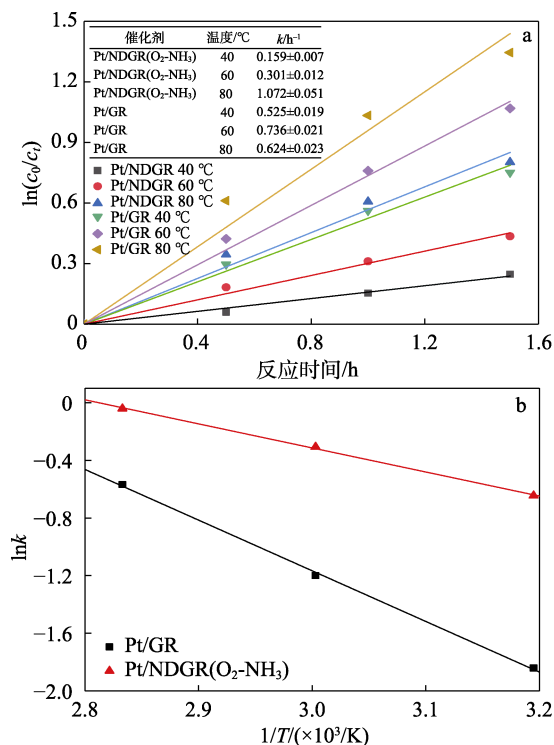 a
催化剂 温度/℃ k/h⁻¹
Pt/NDGR(O₂-NH₃) 40 0.159±0.007
Pt/NDGR(O₂-NH₃) 60 0.301±0.012
Pt/NDGR(O₂-NH₃) 80 1.072±0.051
Pt/GR 40 0.525±0.019
Pt/GR 60 0.736±0.021
Pt/GR 80 0.624±0.023
Pt/NDGR 40 ℃
Pt/NDGR 60 ℃
Pt/NDGR 80 ℃
Pt/GR 40 ℃
Pt/GR 60 ℃
Pt/GR 80 ℃
ln(c₀/cₜ)
1.5
1.2
0.9
0.6
0.3
0
0 0.4 0.8 1.2 1.6
反应时间/h
b
lnk
0
−0.4
−0.8
−1.2
−1.6
−2.0
Pt/GR
Pt/NDGR(O₂-NH₃)
2.8 2.9 3.0 3.1 3.2
1/T/(×10³/K)